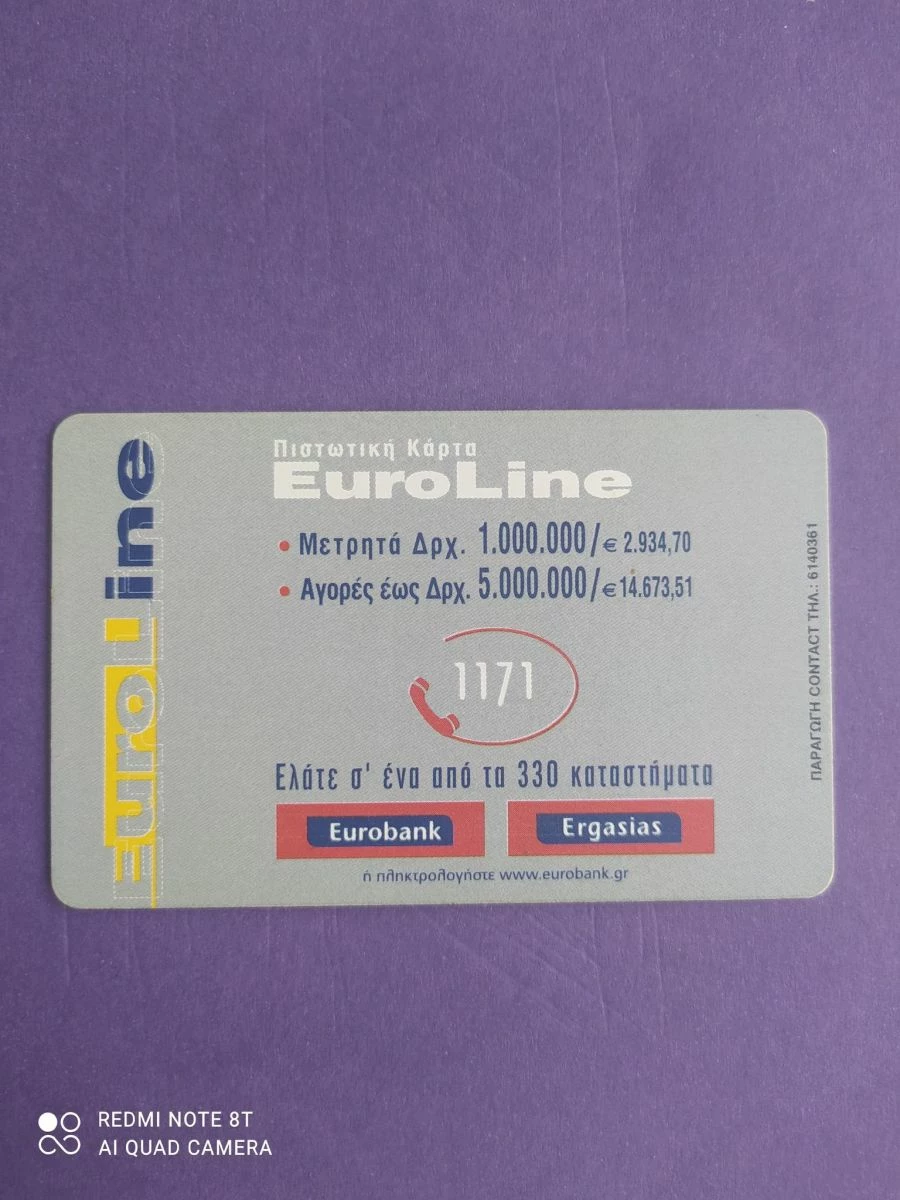 EuroLine
Πιστωτική Κάρτα
EuroLine
• Μετρητά Δρχ. 1.000.000/€ 2.934,70
• Αγορές έως Δρχ. 5.000.000/€14.673,51
1171
Ελάτε σ' ένα από τα 330 καταστήματα
Eurobank
Ergasias
ή πληκτρολογήστε www.eurobank.gr
ΠΑΡΑΓΩΓΗ CONTACT ΤΗΛ.: 6140361
REDMI NOTE 8T
AI QUAD CAMERA